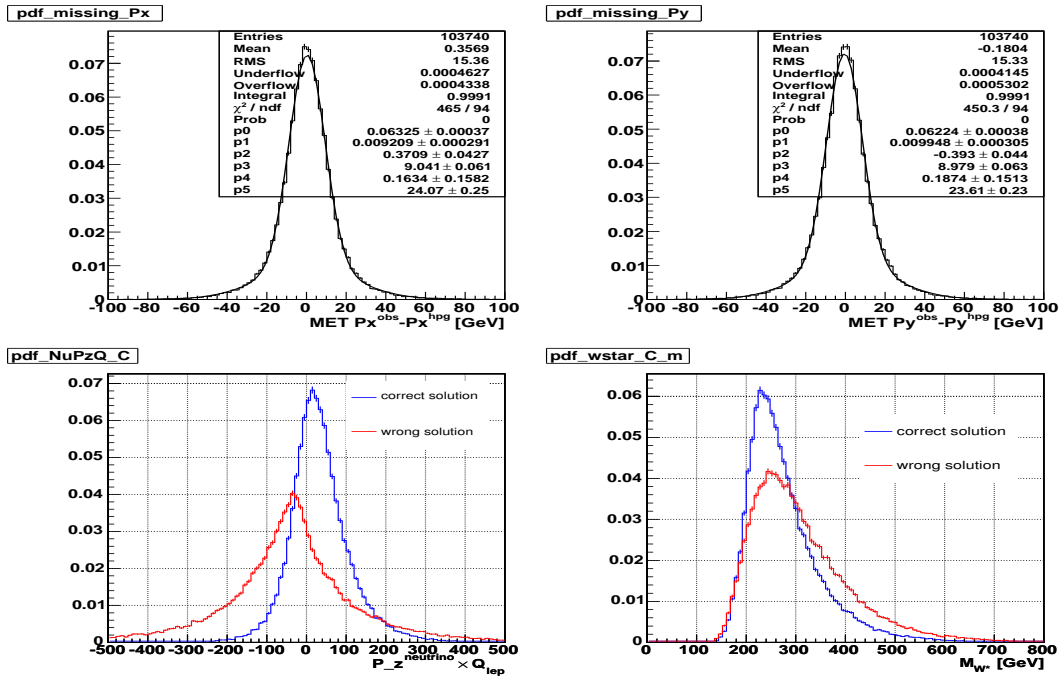 pdf_missing_Px
Entries 103740
Mean 0.3569
RMS 15.36
Underflow 0.0004627
Overflow 0.0004338
Integral 0.9991
χ² / ndf 465 / 94
Prob 0
p0 0.06325 ± 0.00037
p1 0.009209 ± 0.000291
p2 0.3709 ± 0.0427
p3 9.041 ± 0.061
p4 0.1634 ± 0.1582
p5 24.07 ± 0.25
0.07
0.06
0.05
0.04
0.03
0.02
0.01
0
-100 -80 -60 -40 -20 0 20 40 60 80 100
MET Px^obs-Px^hpg [GeV]
pdf_missing_Py
Entries 103740
Mean -0.1804
RMS 15.33
Underflow 0.0004145
Overflow 0.0005302
Integral 0.9991
χ² / ndf 450.3 / 94
Prob 0
p0 0.06224 ± 0.00038
p1 0.009948 ± 0.000305
p2 -0.393 ± 0.044
p3 8.979 ± 0.063
p4 0.1874 ± 0.1513
p5 23.61 ± 0.23
0.07
0.06
0.05
0.04
0.03
0.02
0.01
0
-100 -80 -60 -40 -20 0 20 40 60 80 100
MET Py^obs-Py^hpg [GeV]
pdf_NuPzQ_C
correct solution
wrong solution
0.07
0.06
0.05
0.04
0.03
0.02
0.01
0
-500 -400 -300 -200 -100 0 100 200 300 400 500
P_z^neutrino × Q_lep
pdf_wstar_C_m
correct solution
wrong solution
0.06
0.05
0.04
0.03
0.02
0.01
0
0 100 200 300 400 500 600 700 800
M_W* [GeV]